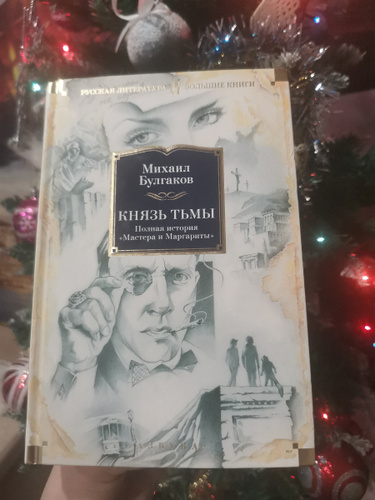 РУССКАЯ ЛИТЕРАТУРА БОЛЬШИЕ КНИГИ
Михаил
Булгаков
КНЯЗЬ ТЬМЫ
Полная история
«Мастера и Маргариты»